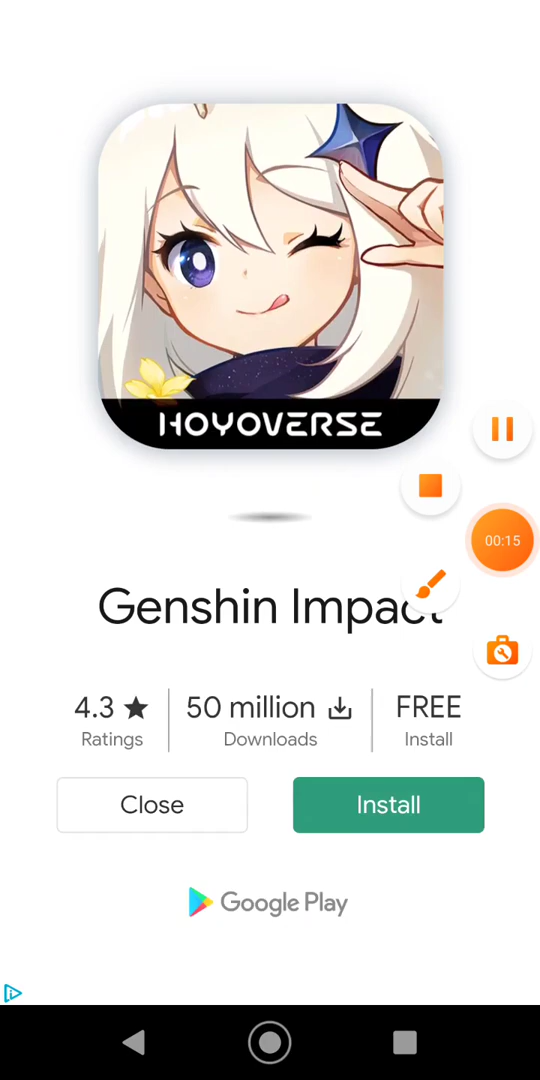 HOYOVERSE
00:15
Genshin Impact
4.3 ★ 50 million FREE
Ratings Downloads Install
Close Install
Google Play